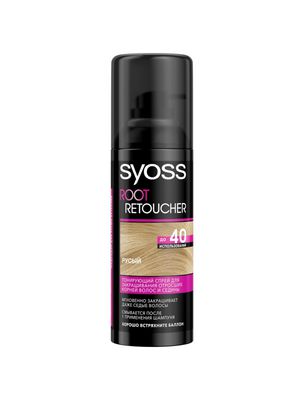 syoss
ROOT
RETOUCHER
ДО 40
ИСПОЛЬЗОВАНИЙ
РУСЫЙ
ТОНИРУЮЩИЙ СПРЕЙ ДЛЯ
ЗАКРАШИВАНИЯ ОТРОСШИХ
КОРНЕЙ ВОЛОС И СЕДИНЫ
МГНОВЕННО ЗАКРАШИВАЕТ
ДАЖЕ СЕДЫЕ ВОЛОСЫ
СМЫВАЕТСЯ ПОСЛЕ
1 ПРИМЕНЕНИЯ ШАМПУНЯ
ХОРОШО ВСТРЯХНИТЕ БАЛЛОН